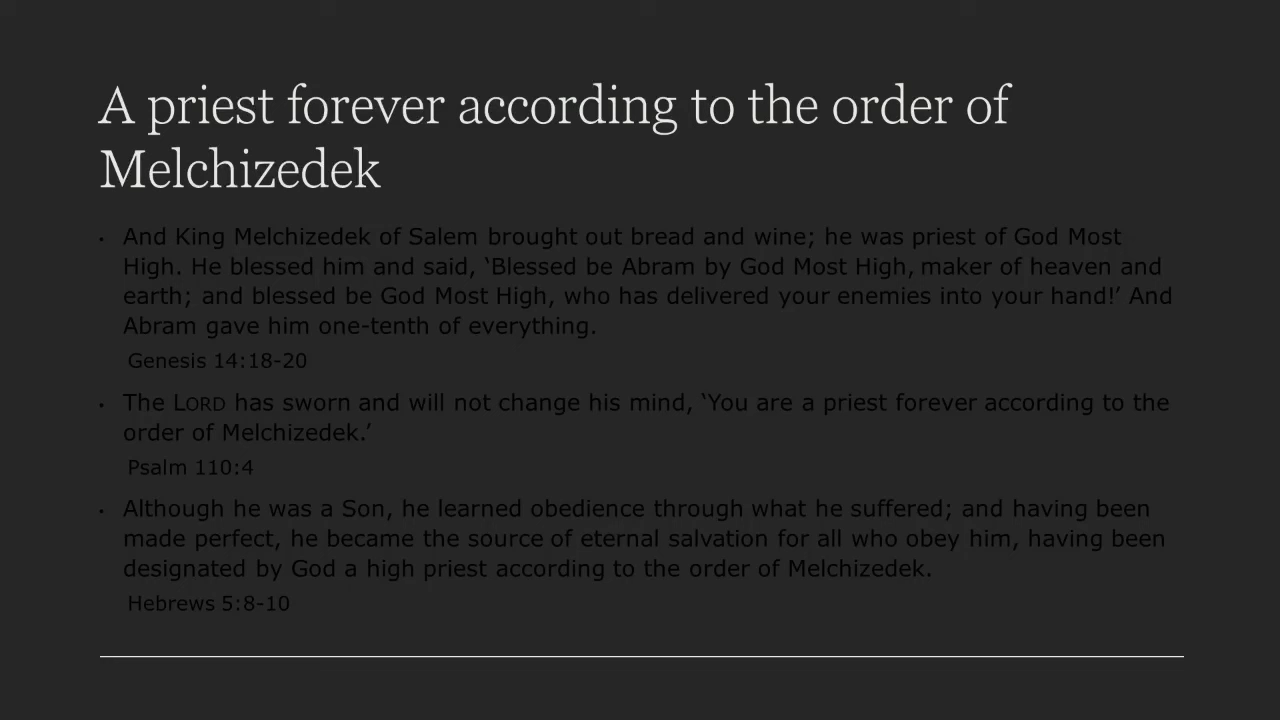 A priest forever according to the order of
Melchizedek
• And King Melchizedek of Salem brought out bread and wine; he was priest of God Most
High. He blessed him and said, ‘Blessed be Abram by God Most High, maker of heaven and
earth; and blessed be God Most High, who has delivered your enemies into your hand!’ And
Abram gave him one-tenth of everything.
Genesis 14:18-20
• The LORD has sworn and will not change his mind, ‘You are a priest forever according to the
order of Melchizedek.’
Psalm 110:4
• Although he was a Son, he learned obedience through what he suffered; and having been
made perfect, he became the source of eternal salvation for all who obey him, having been
designated by God a high priest according to the order of Melchizedek.
Hebrews 5:8-10